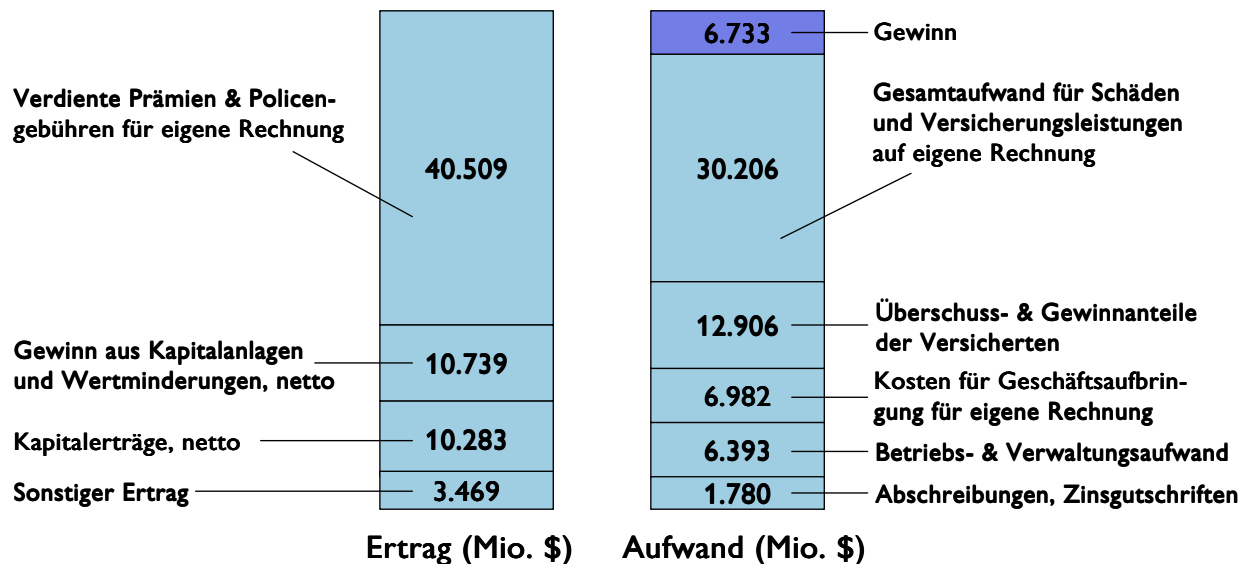 Verdiente Prämien & Policen-
gebühren für eigene Rechnung
40.509
Gewinn aus Kapitalanlagen
und Wertminderungen, netto
10.739
Kapitalerträge, netto
10.283
Sonstiger Ertrag
3.469
Ertrag (Mio. $)
6.733
Gewinn
30.206
Gesamtaufwand für Schäden
und Versicherungsleistungen
auf eigene Rechnung
12.906
Überschuss- & Gewinnanteile
der Versicherten
6.982
Kosten für Geschäftsaufbrin-
gung für eigene Rechnung
6.393
Betriebs- & Verwaltungsaufwand
1.780
Abschreibungen, Zinsgutschriften
Aufwand (Mio. $)